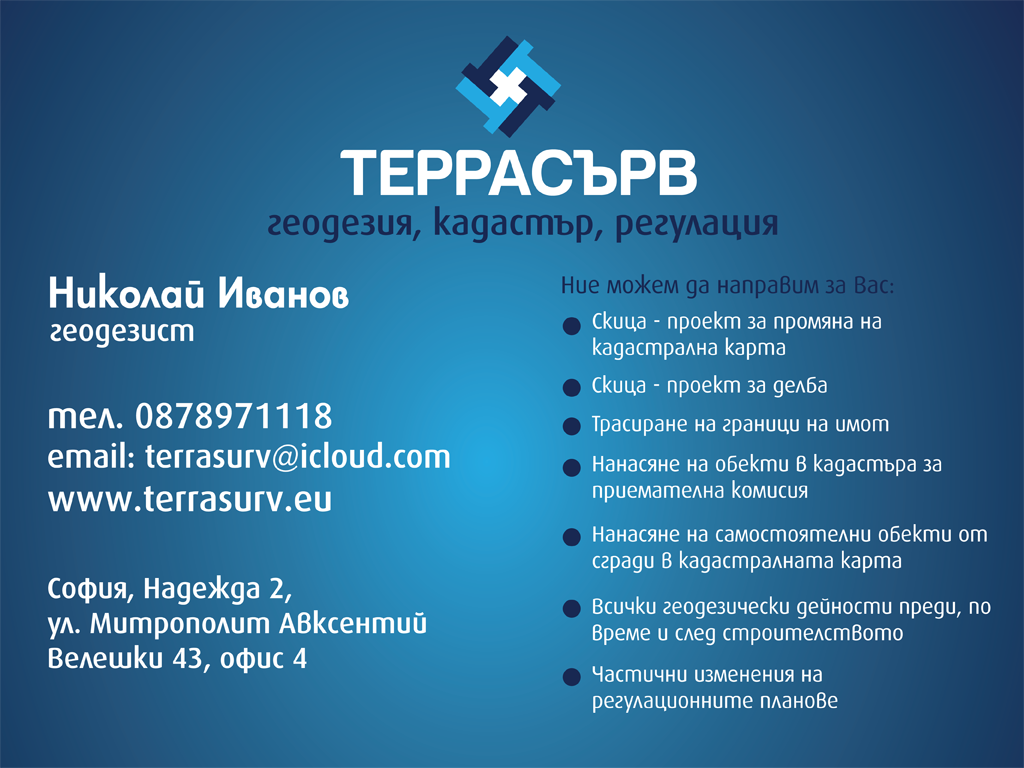 ТЕРРАСЪРВ
геодезия, кадастър, регулация
Николай Иванов
геодезист
тел. 0878971118
email: terrasurv@icloud.com
www.terrasurv.eu
София, Надежда 2,
ул. Митрополит Авксентий
Велешки 43, офис 4
Ние можем да направим за Вас:
Скица - проект за промяна на
кадастрална карта
Скица - проект за делба
Трасиране на граници на имот
Нанасяне на обекти в кадастъра за
приемателна комисия
Нанасяне на самостоятелни обекти от
сгради в кадастралната карта
Всички геодезически дейности преди, по
време и след строителството
Частични изменения на
регулационните планове